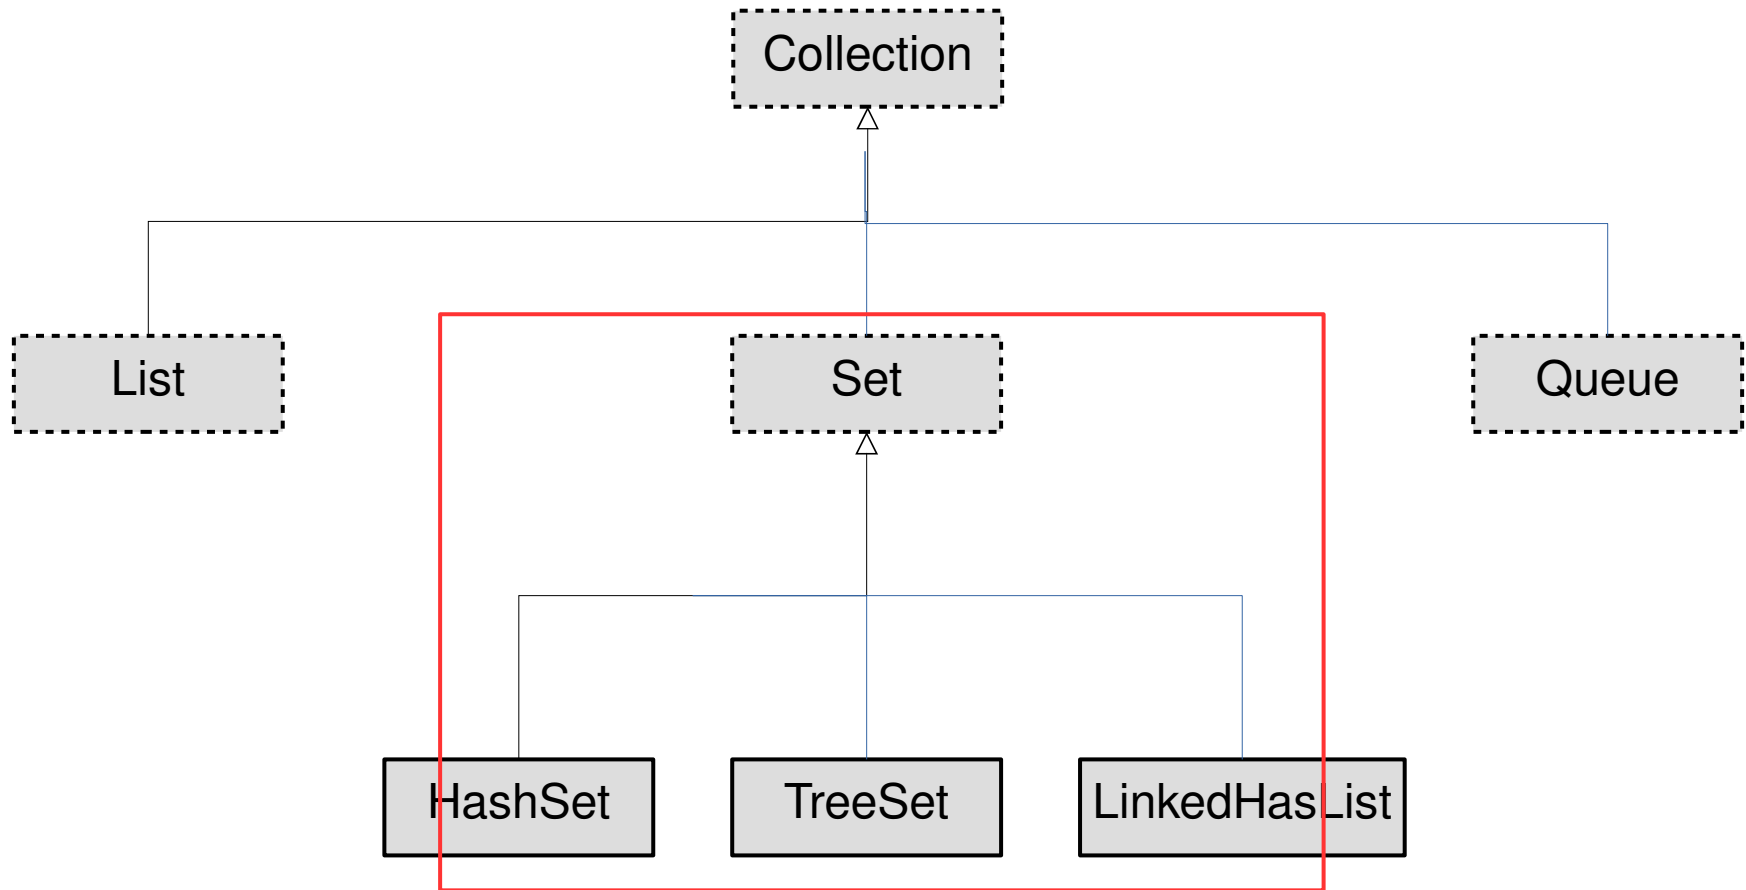 Collection
List
Set
Queue
HashSet
TreeSet
LinkedHasList